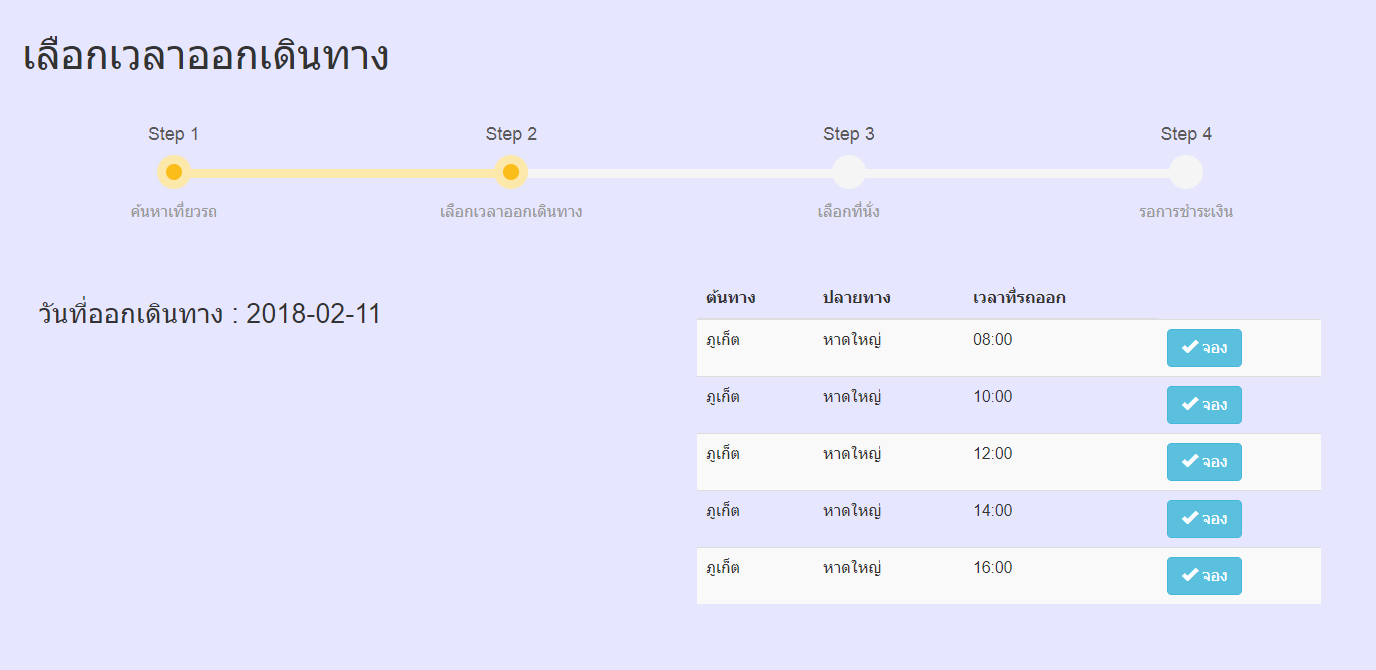 เลือกเวลาออกเดินทาง
Step 1 Step 2 Step 3 Step 4
ค้นหาเที่ยวรถ เลือกเวลาออกเดินทาง เลือกที่นั่ง รอการชำระเงิน
วันที่ออกเดินทาง : 2018-02-11
ต้นทาง ปลายทาง เวลาที่รถออก
ภูเก็ต หาดใหญ่ 08:00 จอง
ภูเก็ต หาดใหญ่ 10:00 จอง
ภูเก็ต หาดใหญ่ 12:00 จอง
ภูเก็ต หาดใหญ่ 14:00 จอง
ภูเก็ต หาดใหญ่ 16:00 จอง